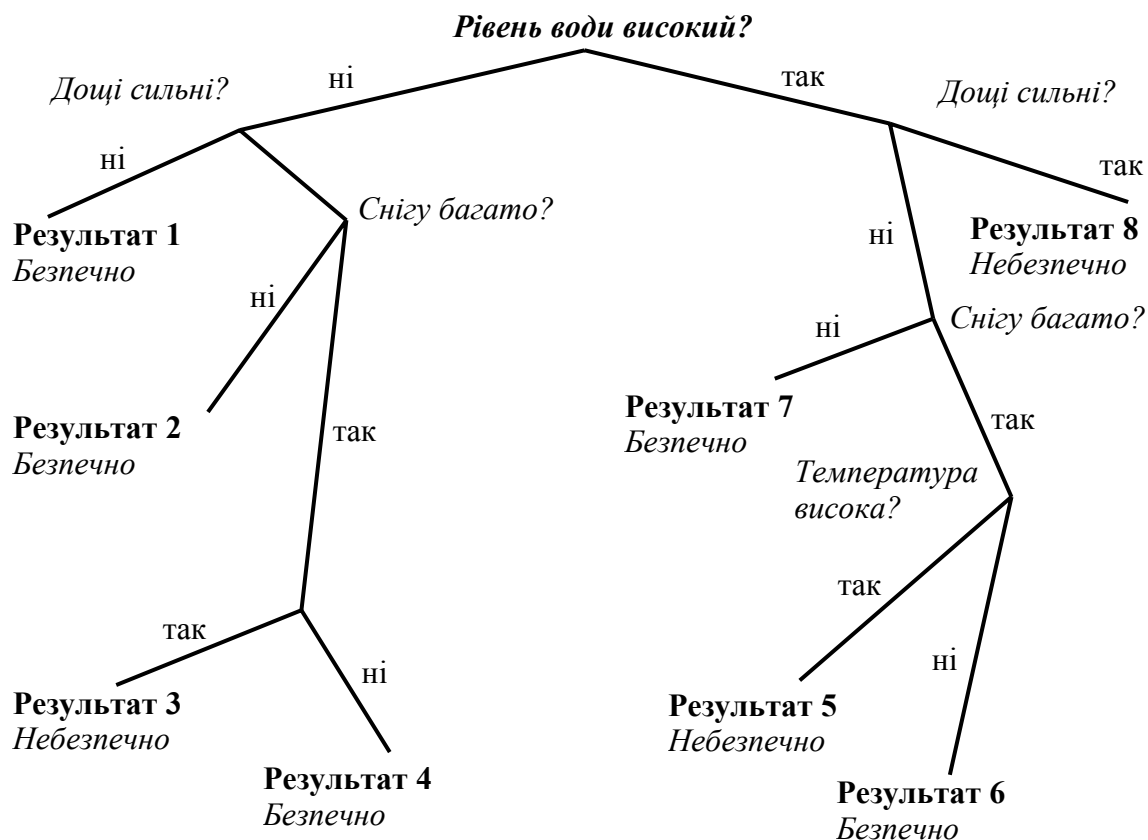 Рівень води високий?
Дощі сильні?
ні
так
Дощі сильні?
ні
так
Результат 1
Безпечно
Снігу багато?
ні
Результат 8
Небезпечно
ні
ні
Снігу багато?
Результат 2
Безпечно
так
Результат 7
Безпечно
так
Температура
висока?
так
так
ні
ні
Результат 3
Небезпечно
Результат 5
Небезпечно
Результат 4
Безпечно
Результат 6
Безпечно